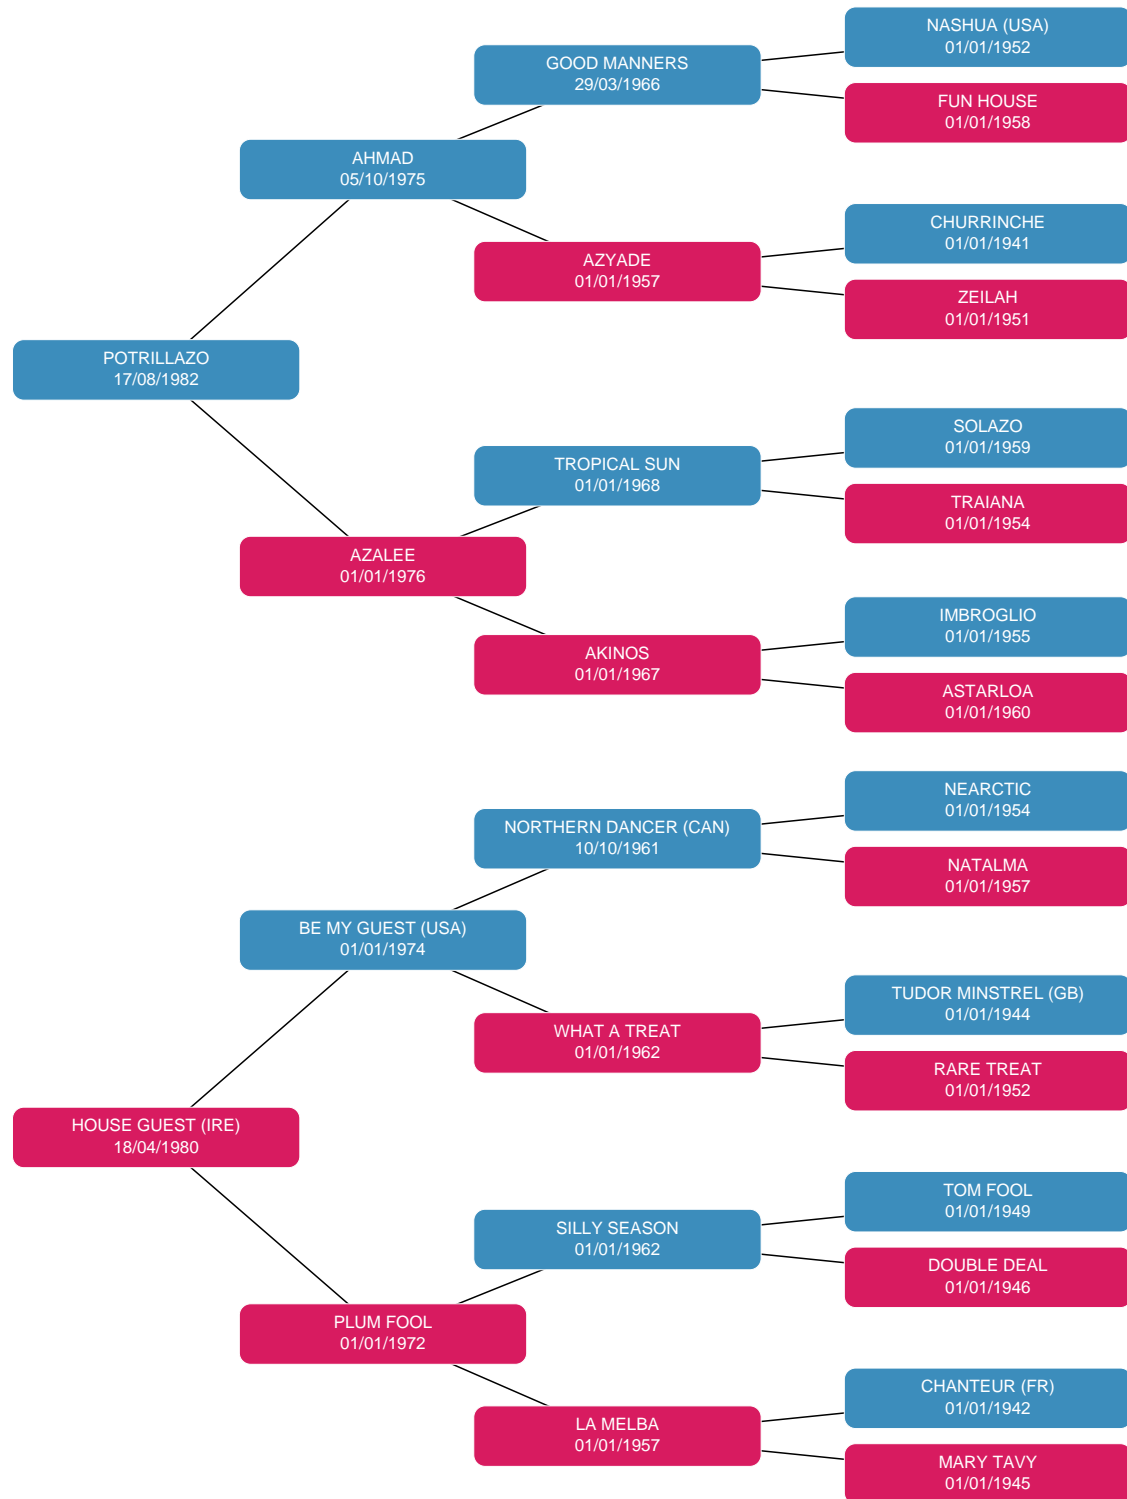 NASHUA (USA)
01/01/1952
GOOD MANNERS
29/03/1966
FUN HOUSE
01/01/1958
AHMAD
05/10/1975
CHURRINCHE
01/01/1941
AZYADE
01/01/1957
ZEILAH
01/01/1951
POTRILLAZO
17/08/1982
SOLAZO
01/01/1959
TROPICAL SUN
01/01/1968
TRAIANA
01/01/1954
AZALEE
01/01/1976
IMBROGLIO
01/01/1955
AKINOS
01/01/1967
ASTARLOA
01/01/1960
NEARCTIC
01/01/1954
NORTHERN DANCER (CAN)
10/10/1961
NATALMA
01/01/1957
BE MY GUEST (USA)
01/01/1974
TUDOR MINSTREL (GB)
01/01/1944
WHAT A TREAT
01/01/1962
RARE TREAT
01/01/1952
HOUSE GUEST (IRE)
18/04/1980
TOM FOOL
01/01/1949
SILLY SEASON
01/01/1962
DOUBLE DEAL
01/01/1946
PLUM FOOL
01/01/1972
CHANTEUR (FR)
01/01/1942
LA MELBA
01/01/1957
MARY TAVY
01/01/1945